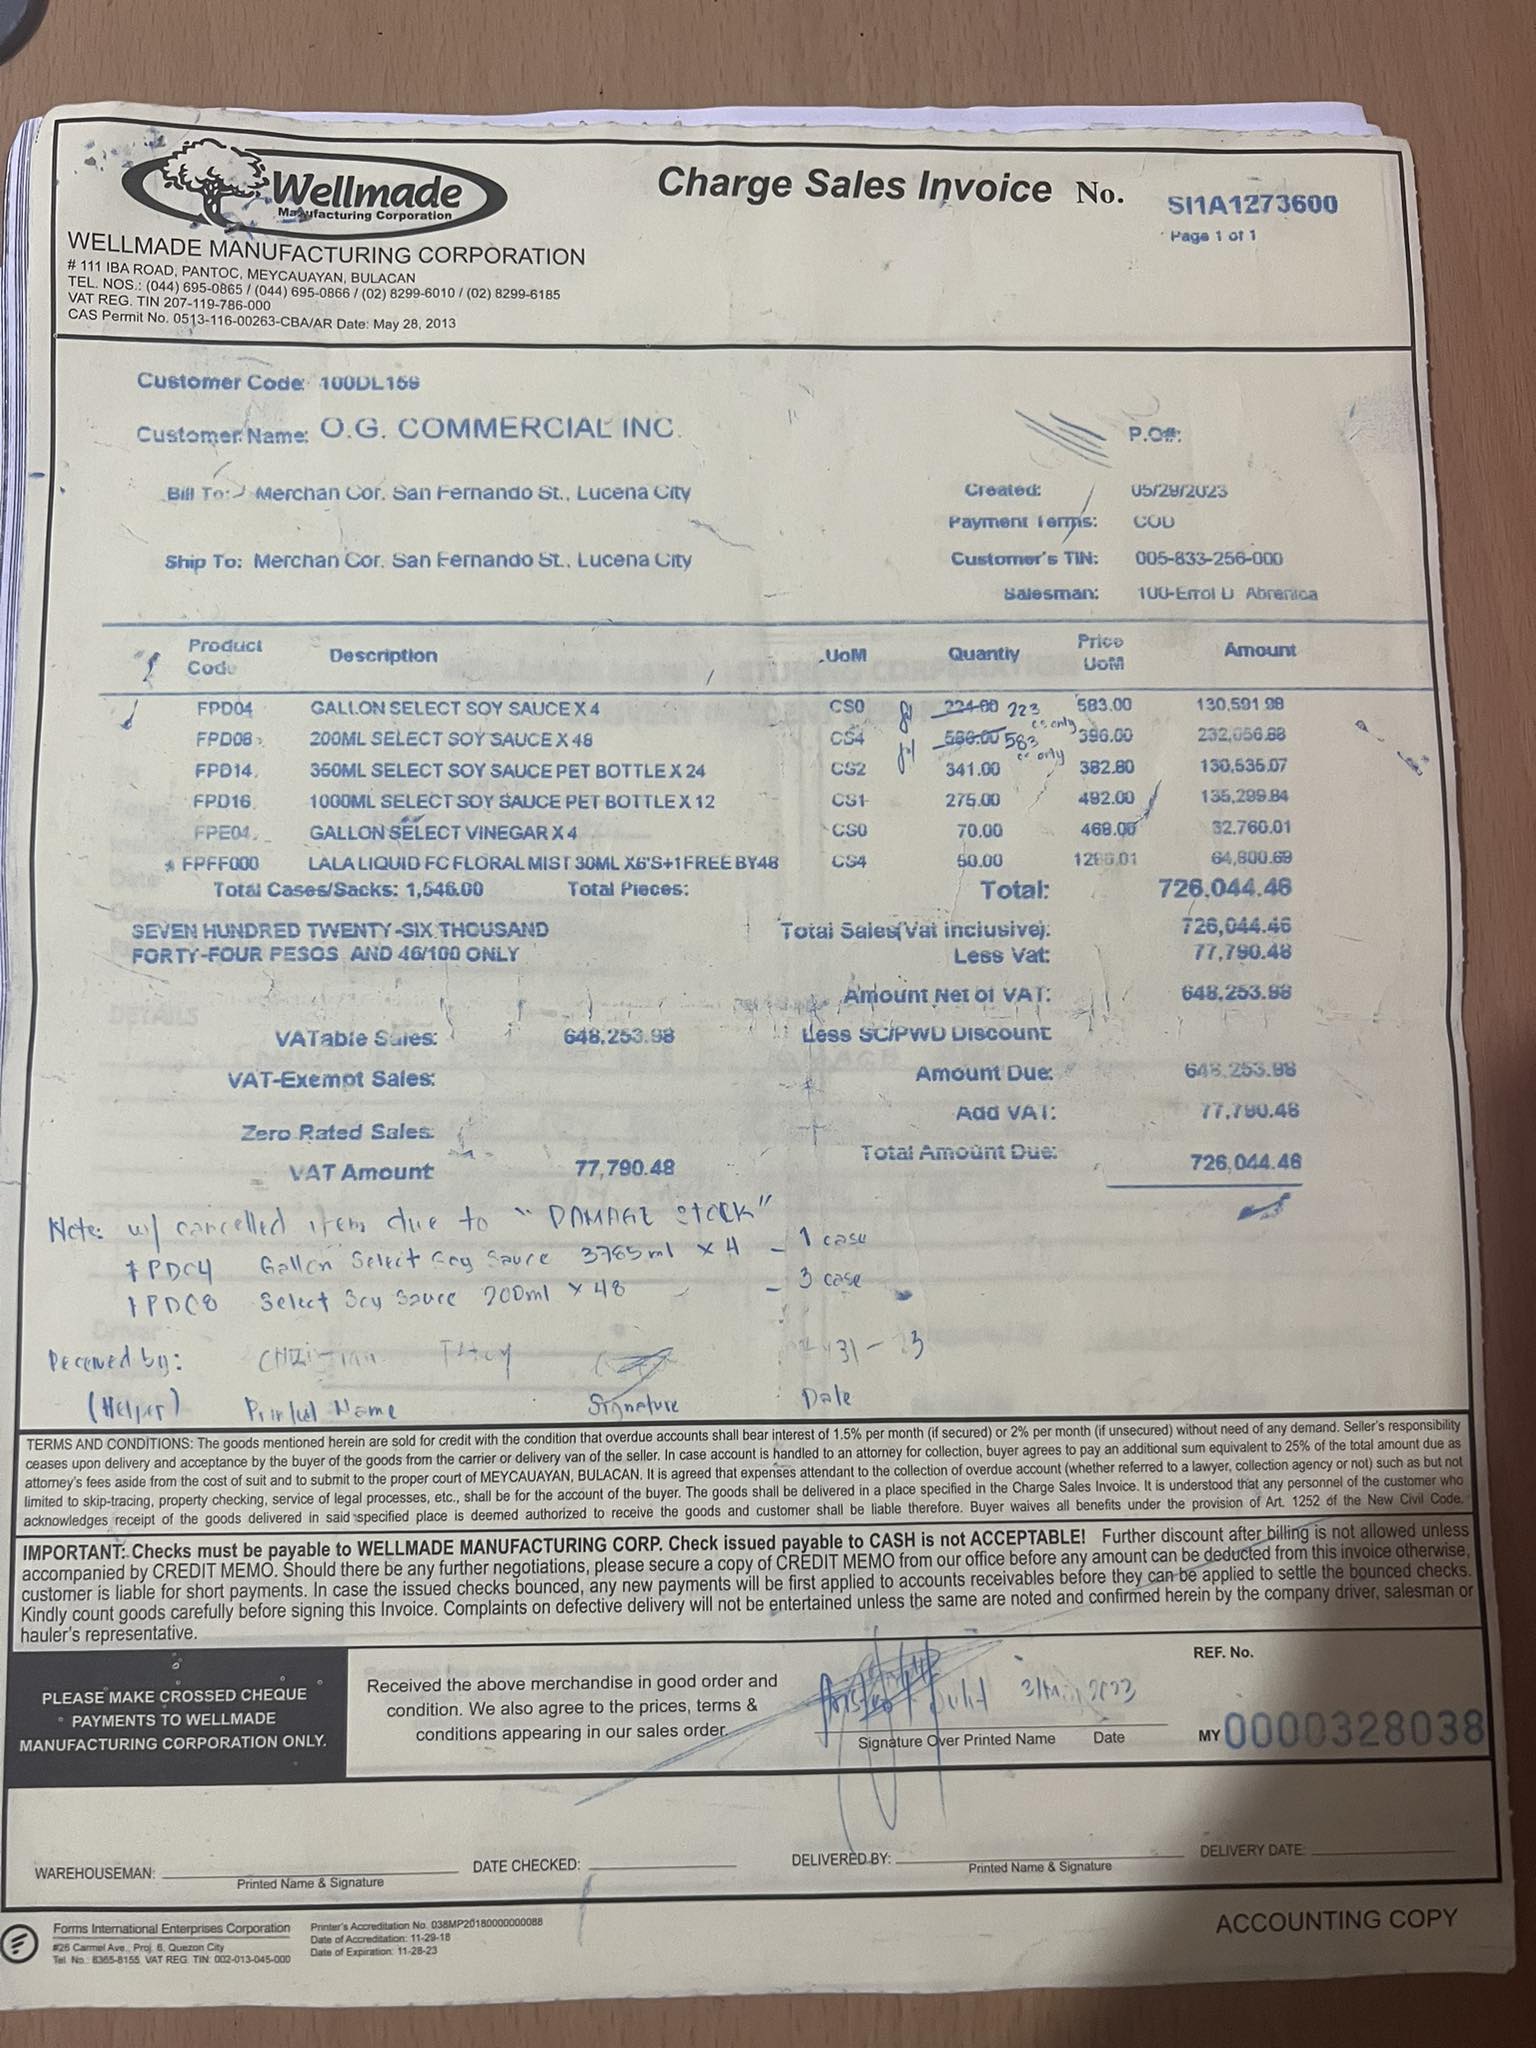 Wellmade
Manufacturing Corporation
Charge Sales Invoice No. SI1A1273600
Page 1 of 1
WELLMADE MANUFACTURING CORPORATION
# 111 IBA ROAD, PANTOC, MEYCAUAYAN, BULACAN
TEL. NOS.: (044) 695-0865 / (044) 695-0866 / (02) 8299-6010 / (02) 8299-6185
VAT REG. TIN 207-119-786-000
CAS Permit No. 0513-116-00263-CBA/AR Date: May 28, 2013
Customer Code: 100DL159
Customer Name: O.G. COMMERCIAL INC.
P.O#:
Bill To: Merchan Cor. San Fernando St., Lucena City
Created: 05/29/2023
Payment Terms: COD
Ship To: Merchan Cor. San Fernando St., Lucena City
Customer's TIN: 005-833-256-000
Salesman: 100-Errol D Abrenica
Product Code Description UoM Quantiy Price UoM Amount
FPD04 GALLON SELECT SOY SAUCE X 4 CS0 224.00 223 cs only 583.00 130,591.98
FPD08 200ML SELECT SOY SAUCE X 48 CS4 586.00 583 cs only 396.00 232,056.88
FPD14 350ML SELECT SOY SAUCE PET BOTTLE X 24 CS2 341.00 382.80 130,535.07
FPD16 1000ML SELECT SOY SAUCE PET BOTTLE X 12 CS1 275.00 492.00 135,299.84
FPE04 GALLON SELECT VINEGAR X 4 CS0 70.00 468.00 32,760.01
FPFF000 LALA LIQUID FC FLORAL MIST 30ML X6'S+1FREE BY48 CS4 50.00 1296.01 64,800.69
Total Cases/Sacks: 1,546.00 Total Pieces: Total: 726,044.46
SEVEN HUNDRED TWENTY-SIX THOUSAND
FORTY-FOUR PESOS AND 46/100 ONLY
Total Sales(Vat inclusive): 726,044.46
Less Vat: 77,790.48
Amount Net of VAT: 648,253.98
VATable Sales: 648,253.98 Less SC/PWD Discount
VAT-Exempt Sales: Amount Due: 648,253.98
Zero Rated Sales: Add VAT: 77,790.48
VAT Amount 77,790.48 Total Amount Due: 726,044.46
Note: w/ cancelled item due to "DAMAGE STOCK"
FPD04 Gallon Select Soy Sauce 3785ml x 4 - 1 case
FPD08 Select Soy Sauce 200ml x 48 - 3 case
Received by: 31-23
(Helper) Printed Name Signature Date
TERMS AND CONDITIONS: The goods mentioned herein are sold for credit with the condition that overdue accounts shall bear interest of 1.5% per month (if secured) or 2% per month (if unsecured) without need of any demand. Seller's responsibility
ceases upon delivery and acceptance by the buyer of the goods from the carrier or delivery van of the seller. In case account is handled to an attorney for collection, buyer agrees to pay an additional sum equivalent to 25% of the total amount due as
attorney's fees aside from the cost of suit and to submit to the proper court of MEYCAUAYAN, BULACAN. It is agreed that expenses attendant to the collection of overdue account (whether referred to a lawyer, collection agency or not) such as but not
limited to skip-tracing, property checking, service of legal processes, etc., shall be for the account of the buyer. The goods shall be delivered in a place specified in the Charge Sales Invoice. It is understood that any personnel of the customer who
acknowledges receipt of the goods delivered in said specified place is deemed authorized to receive the goods and customer shall be liable therefore. Buyer waives all benefits under the provision of Art. 1252 of the New Civil Code.
IMPORTANT: Checks must be payable to WELLMADE MANUFACTURING CORP. Check issued payable to CASH is not ACCEPTABLE! Further discount after billing is not allowed unless
accompanied by CREDIT MEMO. Should there be any further negotiations, please secure a copy of CREDIT MEMO from our office before any amount can be deducted from this invoice otherwise,
customer is liable for short payments. In case the issued checks bounced, any new payments will be first applied to accounts receivables before they can be applied to settle the bounced checks.
Kindly count goods carefully before signing this Invoice. Complaints on defective delivery will not be entertained unless the same are noted and confirmed herein by the company driver, salesman or
hauler's representative.
PLEASE MAKE CROSSED CHEQUE
PAYMENTS TO WELLMADE
MANUFACTURING CORPORATION ONLY.
Received the above merchandise in good order and
condition. We also agree to the prices, terms &
conditions appearing in our sales order.
Signature Over Printed Name Date
REF. No.
MY 0000328038
WAREHOUSEMAN: DATE CHECKED: DELIVERED BY: DELIVERY DATE:
Printed Name & Signature Printed Name & Signature
Forms International Enterprises Corporation
#26 Carmel Ave., Proj. 6, Quezon City
Tel. No.: 8365-8155 VAT REG. TIN: 002-013-045-000
Printer's Accreditation No. 038MP20180000000088
Date of Accreditation: 11-29-18
Date of Expiration: 11-28-23
ACCOUNTING COPY